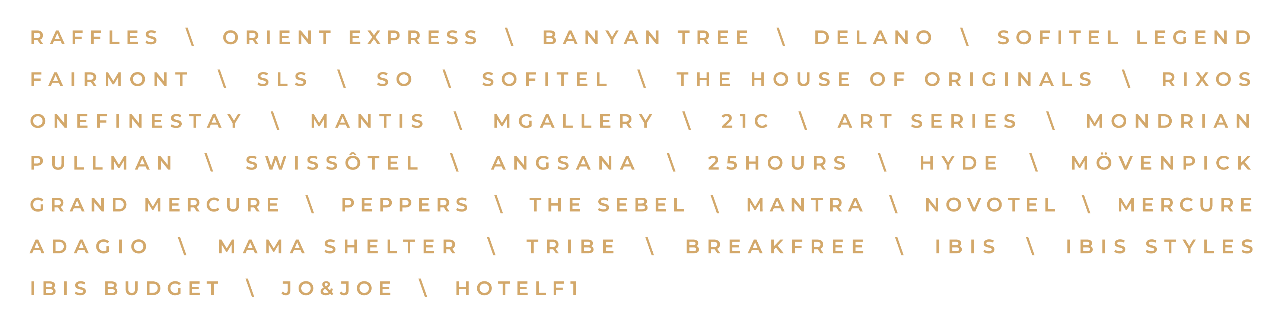 RAFFLES \ ORIENT EXPRESS \ BANYAN TREE \ DELANO \ SOFITEL LEGEND
FAIRMONT \ SLS \ SO \ SOFITEL \ THE HOUSE OF ORIGINALS \ RIXOS
ONEFINESTAY \ MANTIS \ MGALLERY \ 21C \ ART SERIES \ MONDRIAN
PULLMAN \ SWISSÔTEL \ ANGSANA \ 25HOURS \ HYDE \ MÖVENPICK
GRAND MERCURE \ PEPPERS \ THE SEBEL \ MANTRA \ NOVOTEL \ MERCURE
ADAGIO \ MAMA SHELTER \ TRIBE \ BREAKFREE \ IBIS \ IBIS STYLES
IBIS BUDGET \ JO&JOE \ HOTELF1